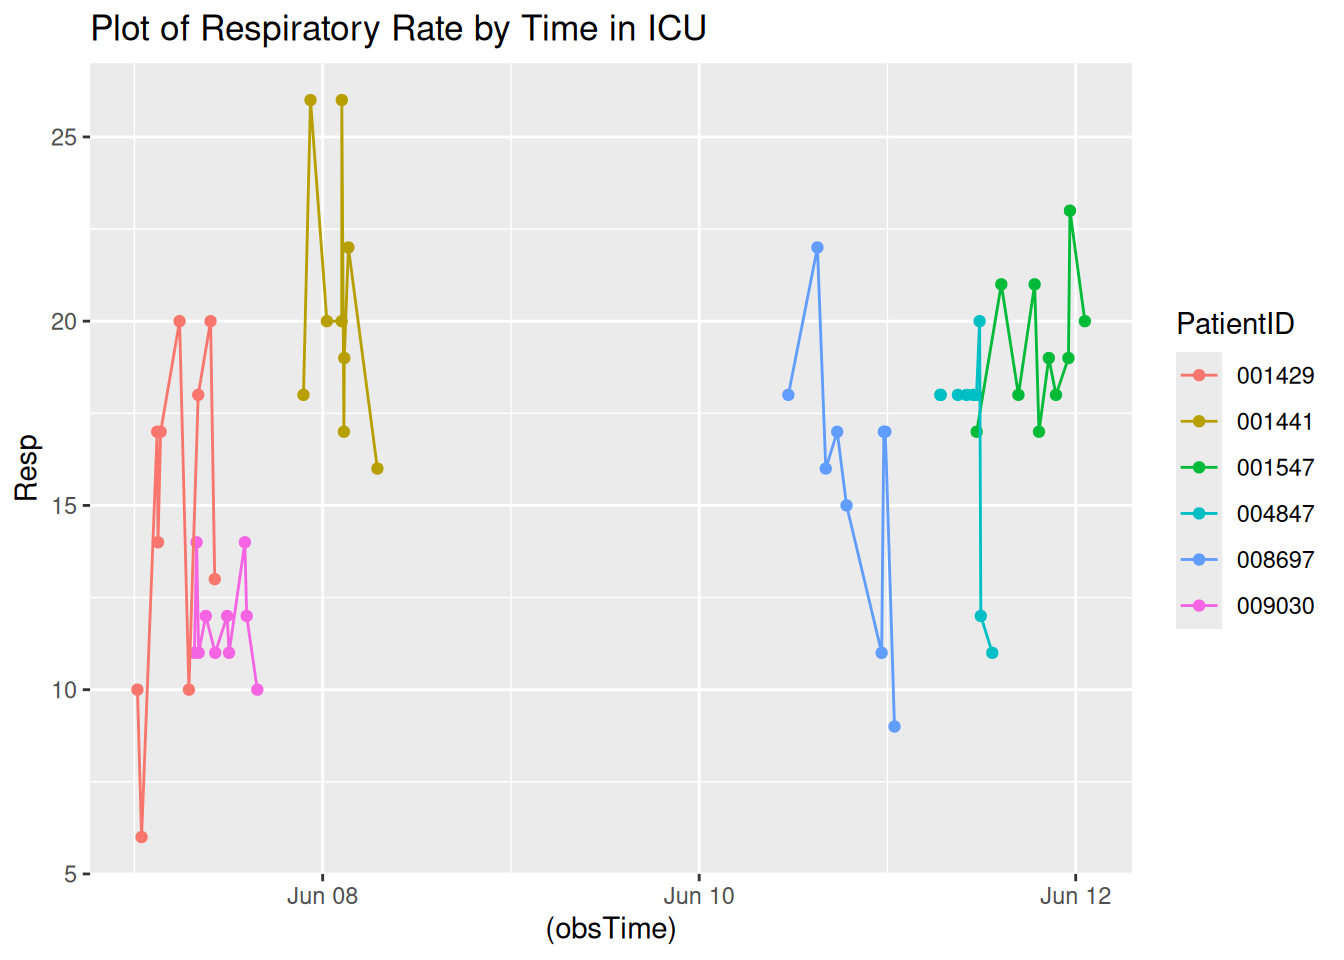 Plot of Respiratory Rate by Time in ICU
25
20
15
10
5
Resp
Jun 08
Jun 10
Jun 12
(obsTime)
PatientID
001429
001441
001547
004847
008697
009030